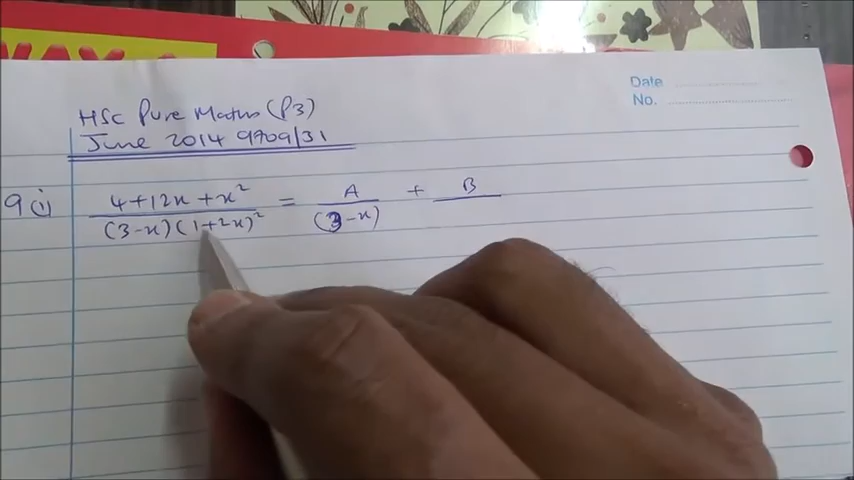 Date
No.
HSC Pure Maths (P3)
June 2014 9709/31
9(i) 4+12x+x² / (3-x)(1+2x)² = A / (3-x) + B /